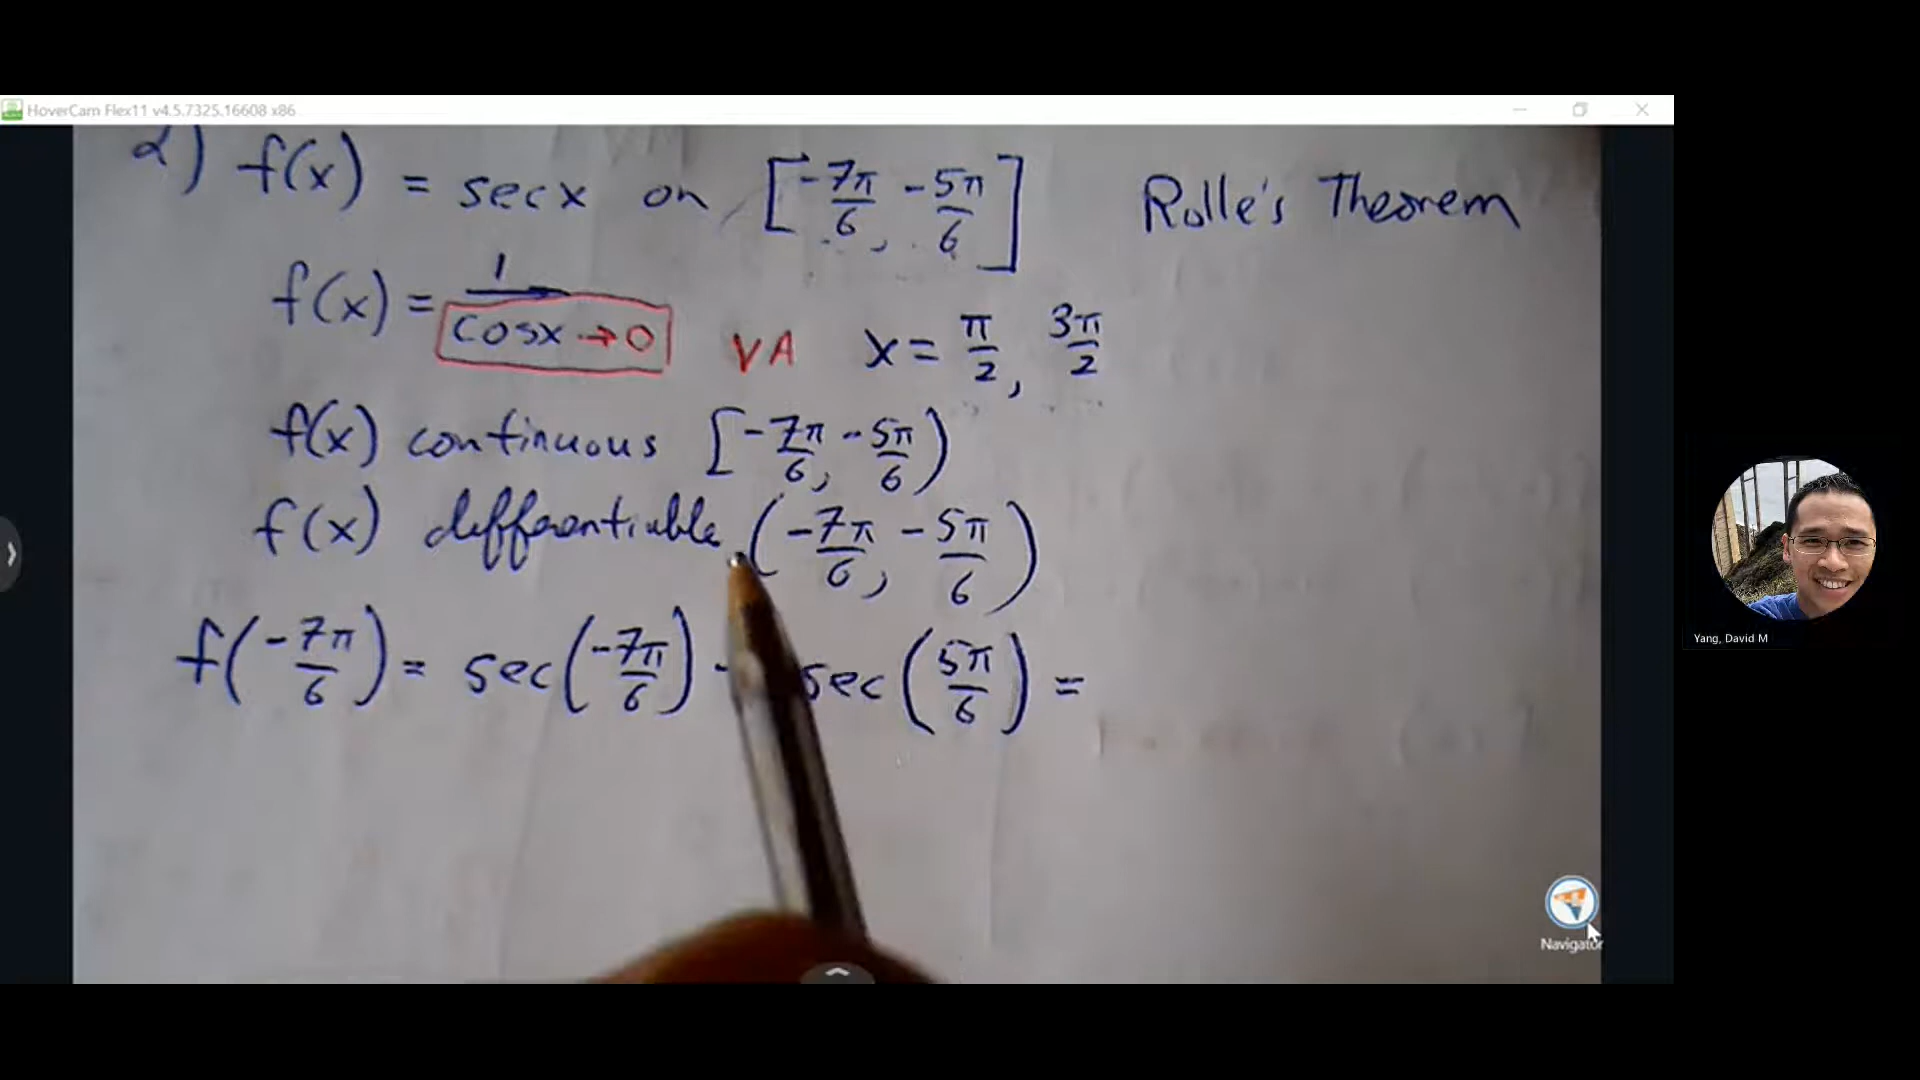 HoverCam Flex11 v4.5.7325.16608 x86
2) f(x) = secx on [-7π/6, -5π/6] Rolle's Theorem
f(x) = 1/cosx → 0 VA x = π/2, 3π/2
f(x) continuous [-7π/6, -5π/6)
f(x) differentiable (-7π/6, -5π/6)
f(-7π/6) = sec(-7π/6) sec(5π/6) =
Yang, David M
Navigator